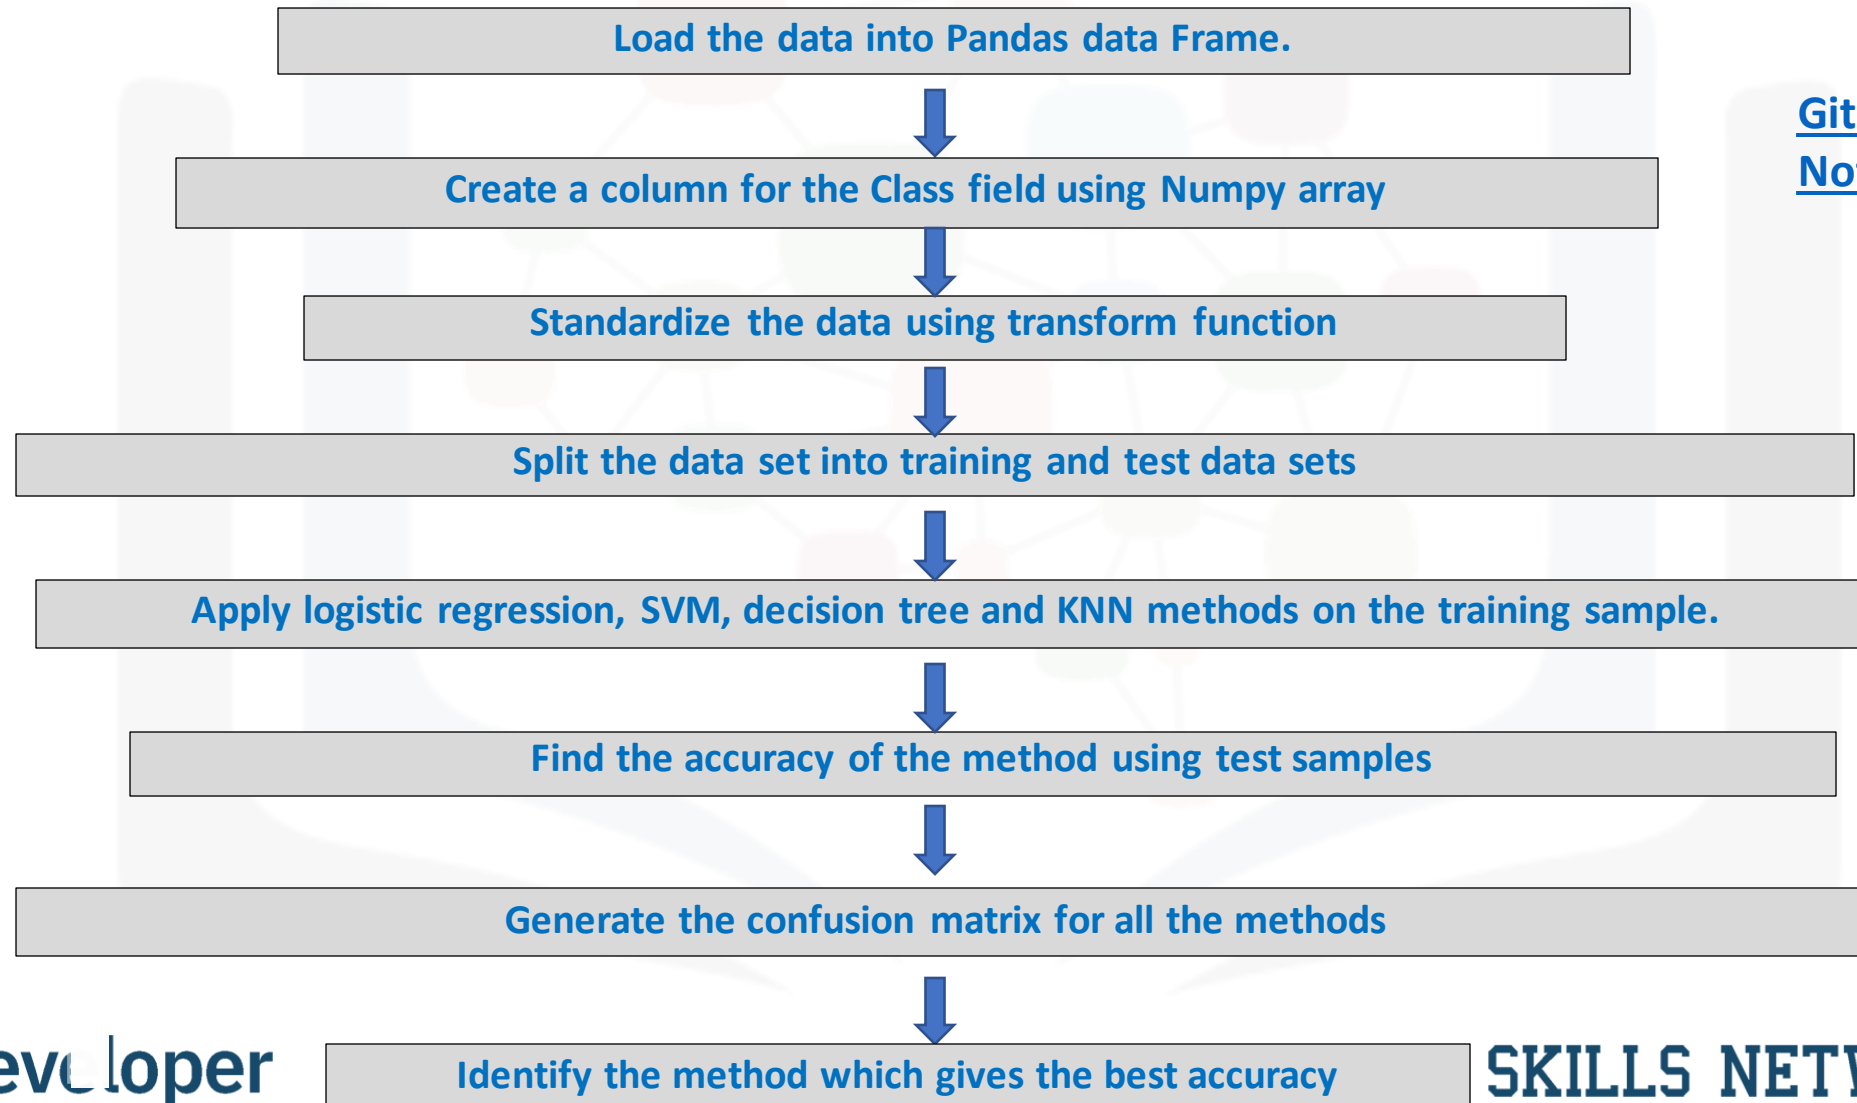 Load the data into Pandas data Frame.
Git
Create a column for the Class field using Numpy array
Standardize the data using transform function
Split the data set into training and test data sets
Apply logistic regression, SVM, decision tree and KNN methods on the training sample.
Find the accuracy of the method using test samples
Generate the confusion matrix for all the methods
Identify the method which gives the best accuracy
SKILLS